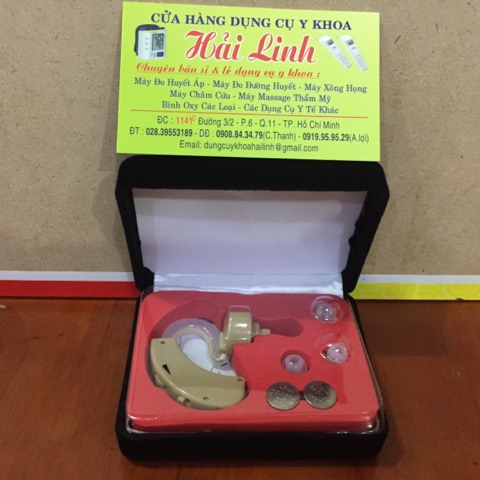 CỬA HÀNG DỤNG CỤ Y KHOA
Hải Linh
Chuyên bán sỉ & lẻ dụng cụ y khoa :
Máy Đo Huyết Áp - Máy Đo Đường Huyết - Máy Xông Họng
Máy Châm Cứu - Máy Massage Thẩm Mỹ
Bình Oxy Các Loại - Các Dụng Cụ Y Tế Khác
ĐC : 1141C Đường 3/2 - P.6 - Q.11 - TP. Hồ Chí Minh
ĐT : 028.39553189 - DĐ : 0908.84.34.79(C.Thanh) - 0919.95.95.29(A.lợi)
Email: dungcuykhoahailinh@gmail.com